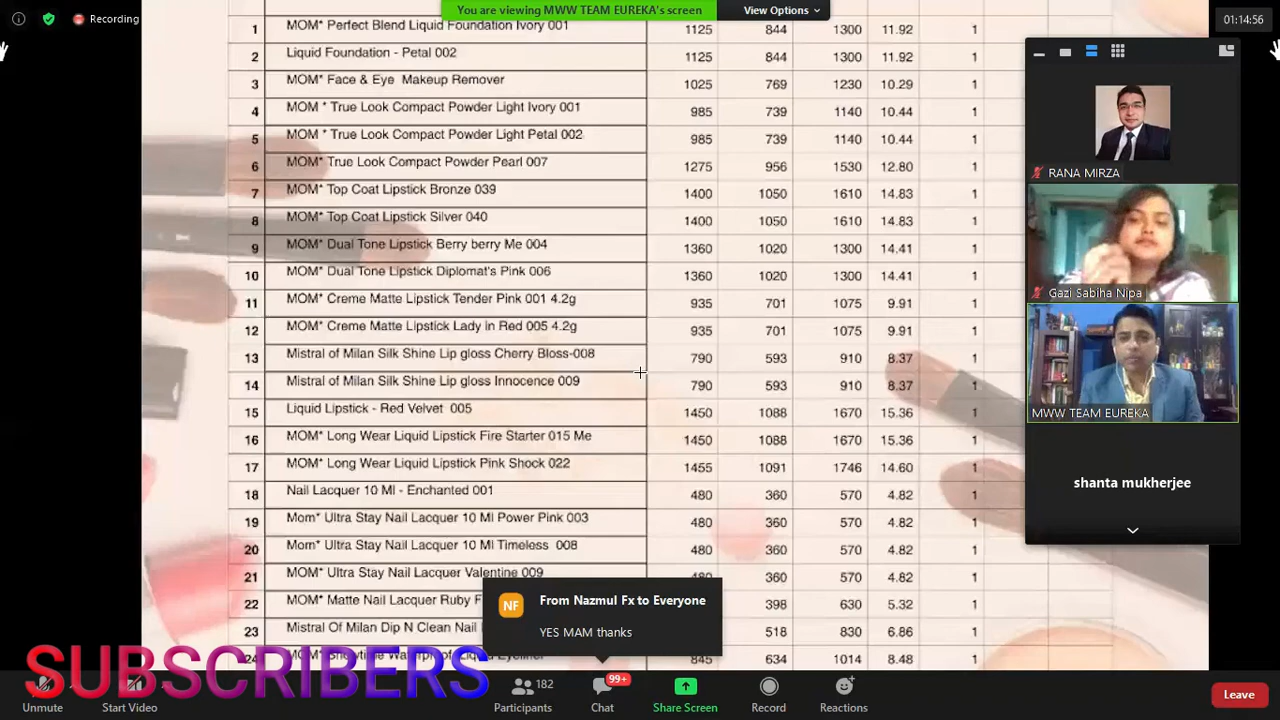 You are viewing MWW TEAM EUREKA's screen
View Options
Recording
01:14:56
1 MOM* Perfect Blend Liquid Foundation Ivory 001 1125 844 1300 11.92 1
2 Liquid Foundation - Petal 002 1125 844 1300 11.92 1
3 MOM* Face & Eye Makeup Remover 1025 769 1230 10.29 1
4 MOM * True Look Compact Powder Light Ivory 001 985 739 1140 10.44 1
5 MOM * True Look Compact Powder Light Petal 002 985 739 1140 10.44 1
6 MOM* True Look Compact Powder Pearl 007 1275 956 1530 12.80 1
7 MOM* Top Coat Lipstick Bronze 039 1400 1050 1610 14.83 1
8 MOM* Top Coat Lipstick Silver 040 1400 1050 1610 14.83 1
9 MOM* Dual Tone Lipstick Berry berry Me 004 1360 1020 1300 14.41 1
10 MOM* Dual Tone Lipstick Diplomat's Pink 006 1360 1020 1300 14.41 1
11 MOM* Creme Matte Lipstick Tender Pink 001 4.2g 935 701 1075 9.91 1
12 MOM* Creme Matte Lipstick Lady in Red 005 4.2g 935 701 1075 9.91 1
13 Mistral of Milan Silk Shine Lip gloss Cherry Bloss-008 790 593 910 8.37 1
14 Mistral of Milan Silk Shine Lip gloss Innocence 009 790 593 910 8.37 1
15 Liquid Lipstick - Red Velvet 005 1450 1088 1670 15.36 1
16 MOM* Long Wear Liquid Lipstick Fire Starter 015 Me 1450 1088 1670 15.36 1
17 MOM* Long Wear Liquid Lipstick Pink Shock 022 1455 1091 1746 14.60 1
18 Nail Lacquer 10 Ml - Enchanted 001 480 360 570 4.82 1
19 Mom* Ultra Stay Nail Lacquer 10 Ml Power Pink 003 480 360 570 4.82 1
20 Mom* Ultra Stay Nail Lacquer 10 Ml Timeless 008 480 360 570 4.82 1
21 MOM* Ultra Stay Nail Lacquer Valentine 009 360 570 4.82 1
22 MOM* Matte Nail Lacquer Ruby 398 630 5.32 1
23 Mistral Of Milan Dip N Clean Nail 518 830 6.86 1
845 634 1014 8.48 1
RANA MIRZA
Gazi Sabiha Nipa
MWW TEAM EUREKA
shanta mukherjee
NF
From Nazmul Fx to Everyone
YES MAM thanks
SUBSCRIBERS
182
99+
Unmute
Start Video
Participants
Chat
Share Screen
Record
Reactions
Leave